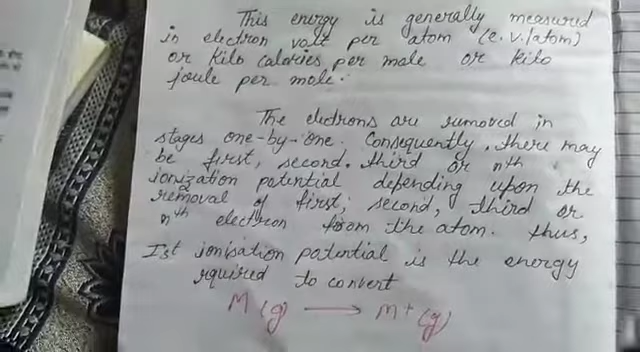 This energy is generally measured
in electron volt per atom (e.v./atom)
or kilo calories per mole or kilo
joule per mole.
The electrons are removed in
stages one-by-one. Consequently, there may
be first, second. third or nth
ionization potential defending upon the
removal of first, second, third or
nth electron from the atom. thus,
Ist ionisation potential is the energy
required to convert
M(g) → M+(g)